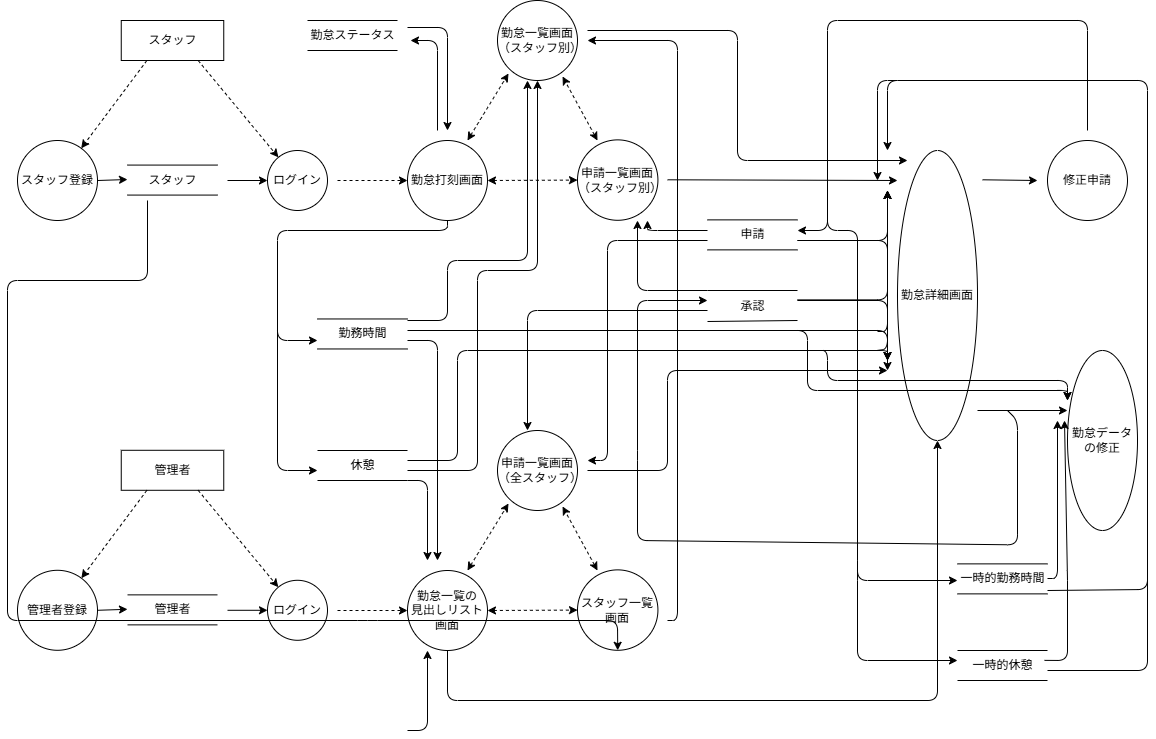 スタッフ
勤怠ステータス
勤怠一覧画面
（スタッフ別）
スタッフ登録
スタッフ
ログイン
勤怠打刻画面
申請一覧画面
（スタッフ別）
修正申請
申請
承認
勤怠詳細画面
勤務時間
管理者
休憩
申請一覧画面
（全スタッフ）
勤怠データ
の修正
管理者登録
管理者
ログイン
勤怠一覧の
見出しリスト
画面
スタッフ一覧
画面
一時的勤務時間
一時的休憩